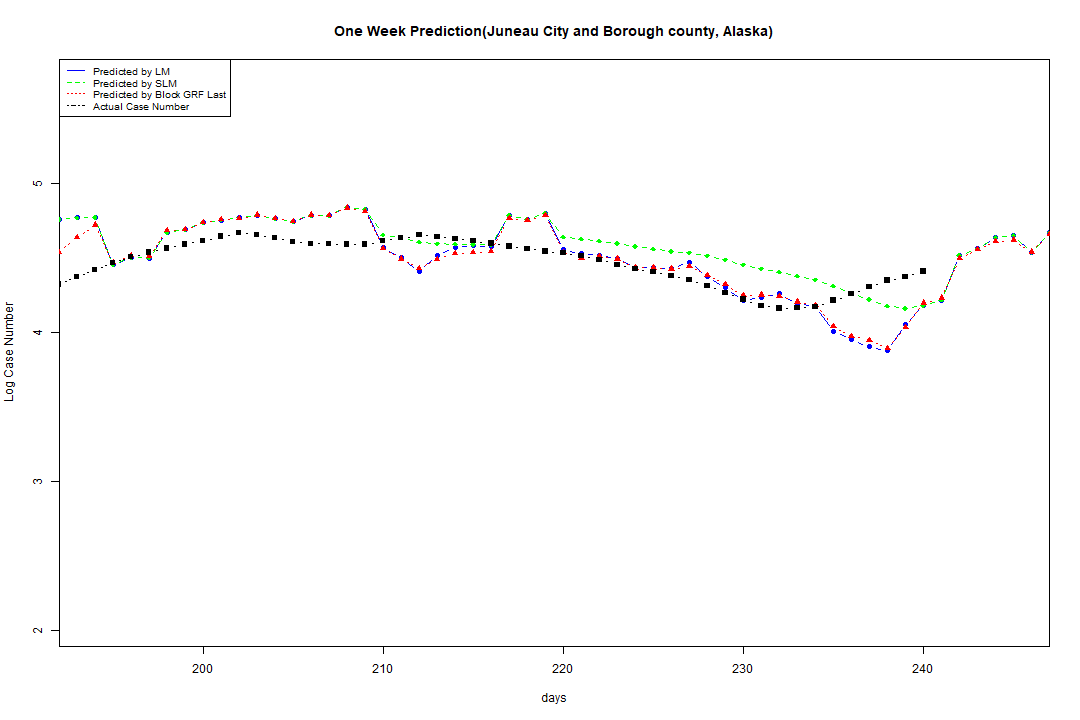 One Week Prediction(Juneau City and Borough county, Alaska)
Predicted by LM
Predicted by SLM
Predicted by Block GRF Last
Actual Case Number
Log Case Number
5
4
3
2
200 210 220 230 240
days